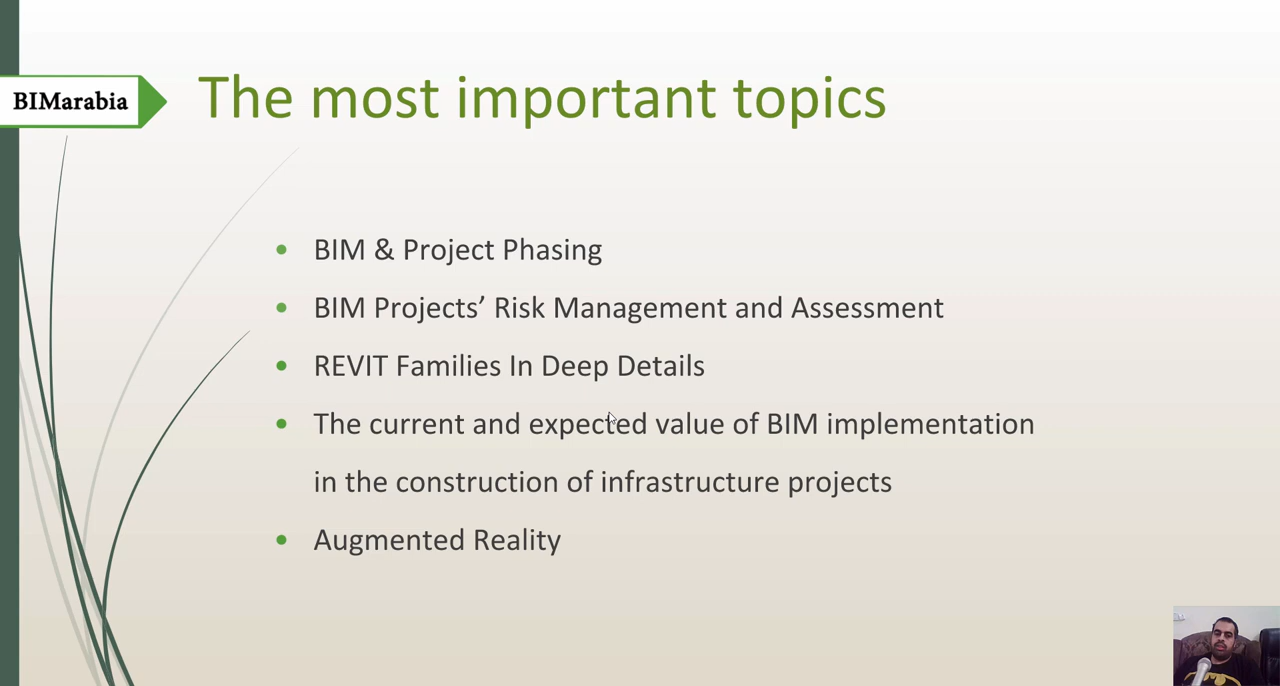 BIMarabia
The most important topics
• BIM & Project Phasing
• BIM Projects’ Risk Management and Assessment
• REVIT Families In Deep Details
• The current and expected value of BIM implementation
in the construction of infrastructure projects
• Augmented Reality